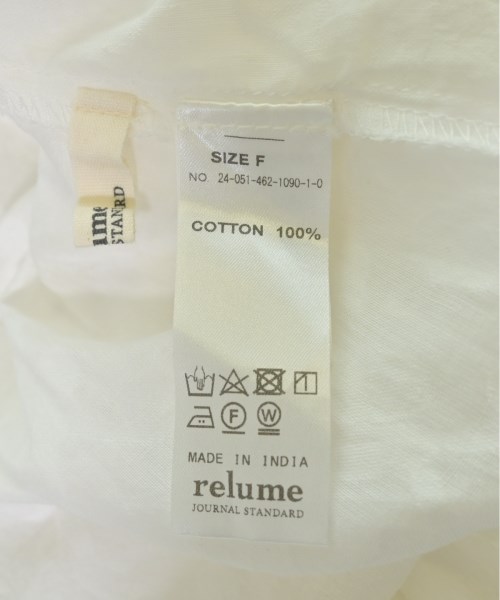 SIZE F
NO 24-051-462-1090-1-0
COTTON 100%
F W
MADE IN INDIA
relume
JOURNAL STANDARD